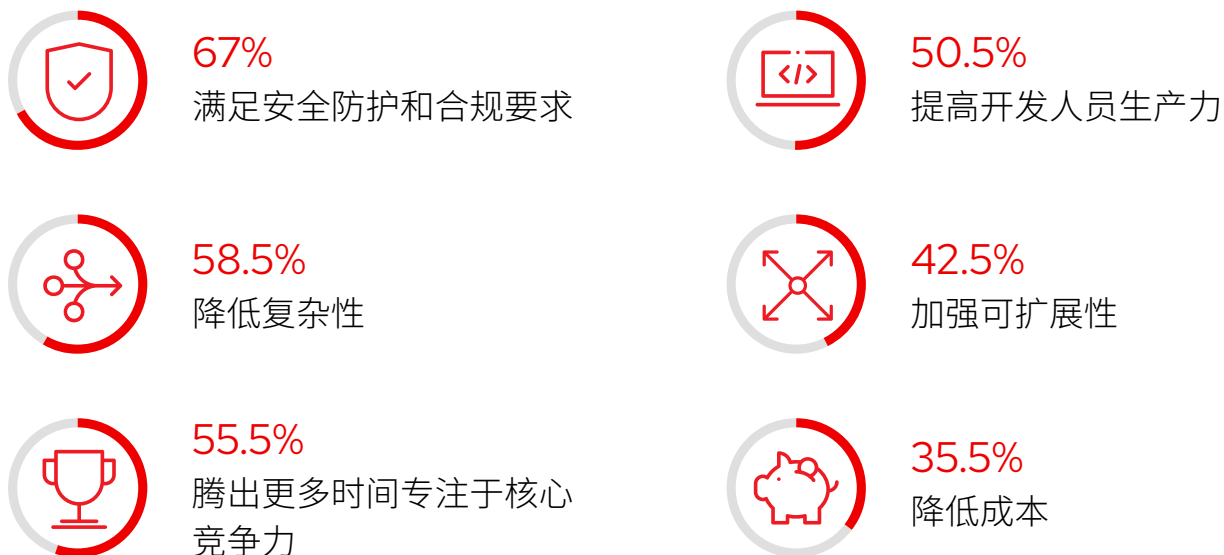 67%
满足安全防护和合规要求
58.5%
降低复杂性
55.5%
腾出更多时间专注于核心
竞争力
50.5%
提高开发人员生产力
</>
42.5%
加强可扩展性
35.5%
降低成本